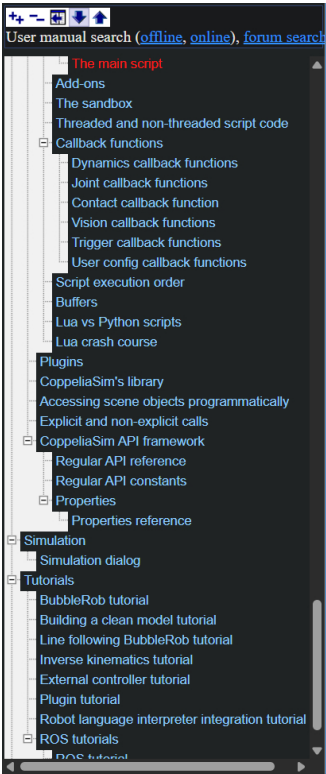 User manual search (offline, online), forum search
The main script
Add-ons
The sandbox
Threaded and non-threaded script code
Callback functions
Dynamics callback functions
Joint callback functions
Contact callback function
Vision callback functions
Trigger callback functions
User config callback functions
Script execution order
Buffers
Lua vs Python scripts
Lua crash course
Plugins
CoppeliaSim's library
Accessing scene objects programmatically
Explicit and non-explicit calls
CoppeliaSim API framework
Regular API reference
Regular API constants
Properties
Properties reference
Simulation
Simulation dialog
Tutorials
BubbleRob tutorial
Building a clean model tutorial
Line following BubbleRob tutorial
Inverse kinematics tutorial
External controller tutorial
Plugin tutorial
Robot language interpreter integration tutorial
ROS tutorials
ROS tutorial